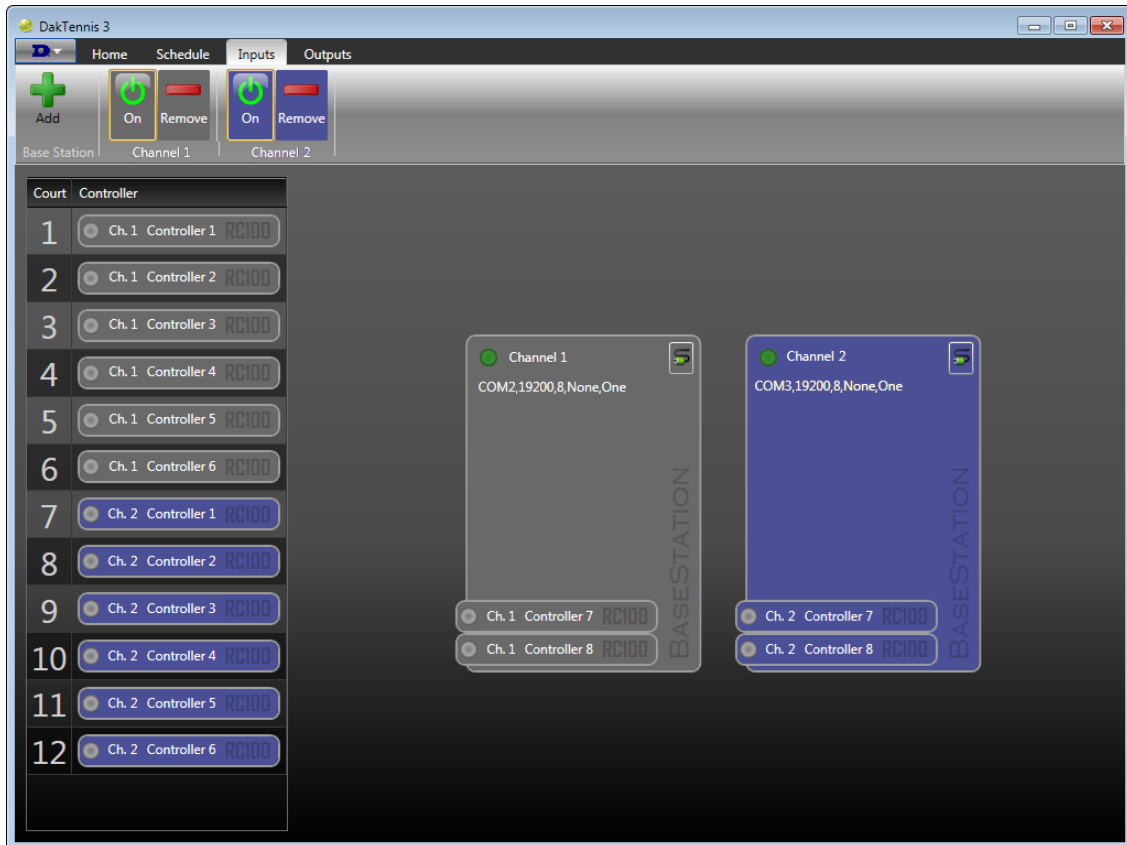 DakTennis 3
D Home Schedule Inputs Outputs
Add On Remove On Remove
Base Station Channel 1 Channel 2
Court Controller
1 Ch. 1 Controller 1 RC100
2 Ch. 1 Controller 2 RC100
3 Ch. 1 Controller 3 RC100
4 Ch. 1 Controller 4 RC100
5 Ch. 1 Controller 5 RC100
6 Ch. 1 Controller 6 RC100
7 Ch. 2 Controller 1 RC100
8 Ch. 2 Controller 2 RC100
9 Ch. 2 Controller 3 RC100
10 Ch. 2 Controller 4 RC100
11 Ch. 2 Controller 5 RC100
12 Ch. 2 Controller 6 RC100
Channel 1
COM2,19200,8,None,One
BASESTATION
Ch. 1 Controller 7 RC100
Ch. 1 Controller 8 RC100
Channel 2
COM3,19200,8,None,One
BASESTATION
Ch. 2 Controller 7 RC100
Ch. 2 Controller 8 RC100